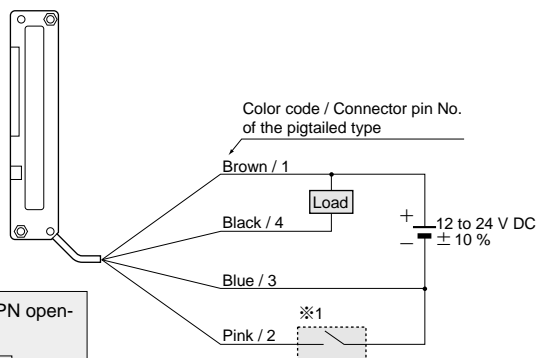 Color code / Connector pin No.
of the pigtailed type
Brown / 1
Load
Black / 4
+
12 to 24 V DC
−
± 10 %
Blue / 3
PN open-
※1
Pink / 2